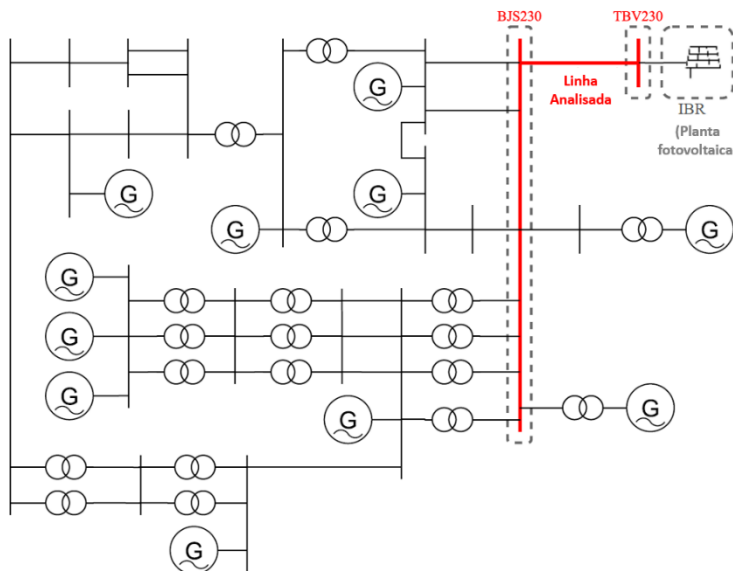 BJS230
TBV230
Linha
Analisada
IBR
(Planta
fotovoltaica
G
G
G
G
G
G
G
G
G
G
G